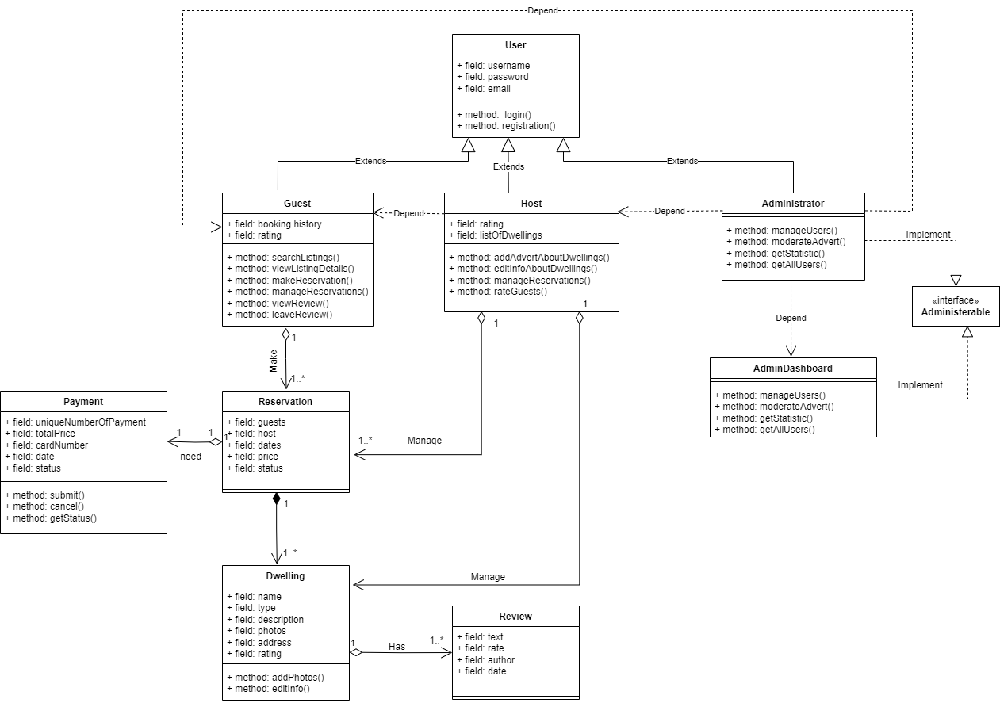 Depend
User
+ field: username
+ field: password
+ field: email
+ method:  login()
+ method: registration()
Extends
Extends
Extends
Guest
+ field: booking history
+ field: rating
+ method: searchListings()
+ method: viewListingDetails()
+ method: makeReservation()
+ method: manageReservations()
+ method: viewReview()
+ method: leaveReview()
Depend
Host
+ field: rating
+ field: listOfDwellings
+ method: addAdvertAboutDwellings()
+ method: editInfoAboutDwellings()
+ method: manageReservations()
+ method: rateGuests()
1
1
Depend
Administrator
+ method: manageUsers()
+ method: moderateAdvert()
+ method: getStatistic()
+ method: getAllUsers()
Implement
«interface»
Administerable
Depend
AdminDashboard
+ method: manageUsers()
+ method: moderateAdvert()
+ method: getStatistic()
+ method: getAllUsers()
Implement
1
Make
1..*
Payment
+ field: uniqueNumberOfPayment
+ field: totalPrice
+ field: cardNumber
+ field: date
+ field: status
+ method: submit()
+ method: cancel()
+ method: getStatus()
1
1
1
need
Reservation
+ field: guests
+ field: host
+ field: dates
+ field: price
+ field: status
1..*
Manage
1
1..*
Dwelling
+ field: name
+ field: type
+ field: description
+ field: photos
+ field: address
+ field: rating
+ method: addPhotos()
+ method: editInfo()
Manage
1
Has
1..*
Review
+ field: text
+ field: rate
+ field: author
+ field: date